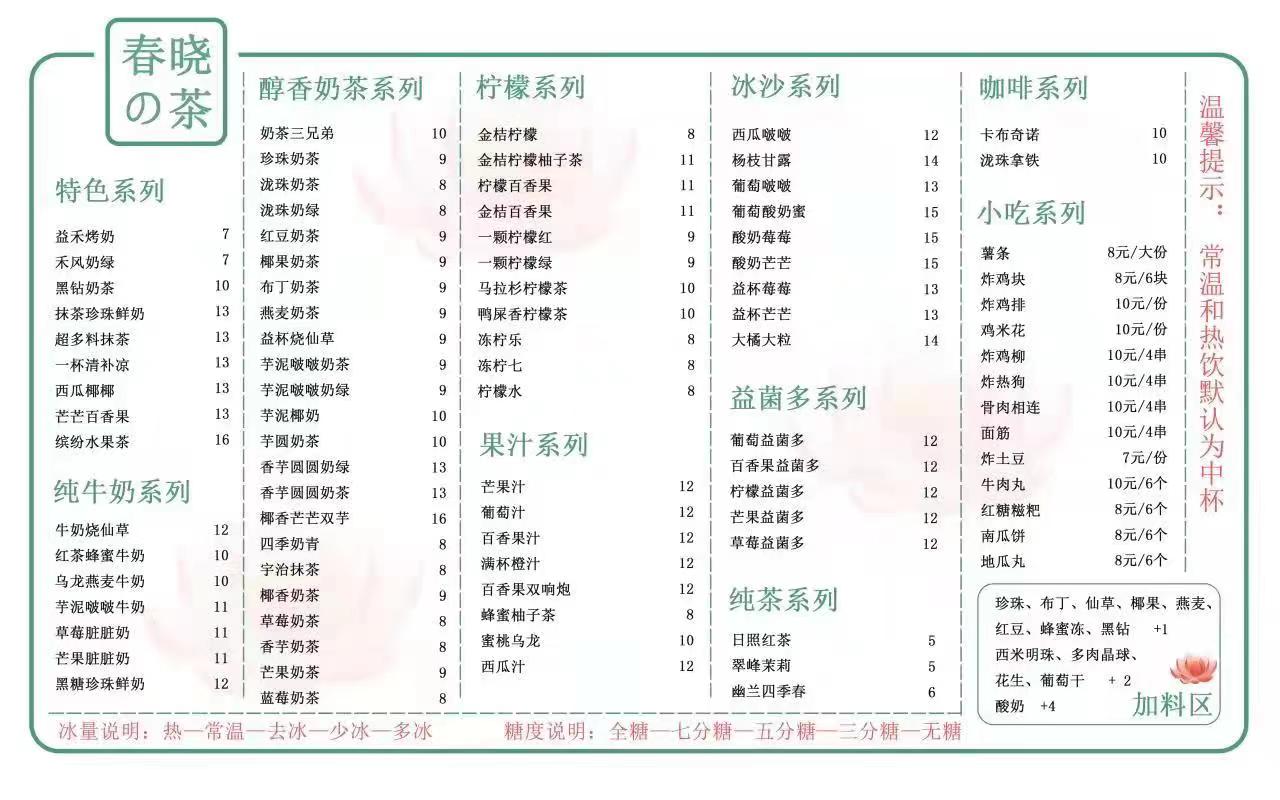 春晓
の茶
特色系列
益禾烤奶 7
禾风奶绿 7
黑钻奶茶 10
抹茶珍珠鲜奶 13
超多料抹茶 13
一杯清补凉 13
西瓜椰椰 13
芒芒百香果 13
缤纷水果茶 16
纯牛奶系列
牛奶烧仙草 12
红茶蜂蜜牛奶 10
乌龙燕麦牛奶 10
芋泥啵啵牛奶 11
草莓脏脏奶 11
芒果脏脏奶 11
黑糖珍珠鲜奶 12
醇香奶茶系列
奶茶三兄弟 10
珍珠奶茶 9
泷珠奶茶 8
泷珠奶绿 8
红豆奶茶 9
椰果奶茶 9
布丁奶茶 9
燕麦奶茶 9
益杯烧仙草 9
芋泥啵啵奶茶 9
芋泥啵啵奶绿 9
芋泥椰奶 10
芋圆奶茶 10
香芋圆圆奶绿 13
香芋圆圆奶茶 13
椰香芒芒双芋 16
四季奶青 8
宇治抹茶 8
椰香奶茶 9
草莓奶茶 8
香芋奶茶 8
芒果奶茶 9
蓝莓奶茶 8
柠檬系列
金桔柠檬 8
金桔柠檬柚子茶 11
柠檬百香果 11
金桔百香果 11
一颗柠檬红 9
一颗柠檬绿 9
马拉杉柠檬茶 10
鸭屎香柠檬茶 10
冻柠乐 8
冻柠七 8
柠檬水 8
果汁系列
芒果汁 12
葡萄汁 12
百香果汁 12
满杯橙汁 12
百香果双响炮 12
蜂蜜柚子茶 8
蜜桃乌龙 10
西瓜汁 12
冰沙系列
西瓜啵啵 12
杨枝甘露 14
葡萄啵啵 13
葡萄酸奶蜜 15
酸奶莓莓 15
酸奶芒芒 15
益杯莓莓 13
益杯芒芒 13
大橘大粒 14
益菌多系列
葡萄益菌多 12
百香果益菌多 12
柠檬益菌多 12
芒果益菌多 12
草莓益菌多 12
纯茶系列
日照红茶 5
翠峰茉莉 5
幽兰四季春 6
咖啡系列
卡布奇诺 10
泷珠拿铁 10
小吃系列
薯条 8元/大份
炸鸡块 8元/6块
炸鸡排 10元/份
鸡米花 10元/份
炸鸡柳 10元/4串
炸热狗 10元/4串
骨肉相连 10元/4串
面筋 10元/4串
炸土豆 7元/份
牛肉丸 10元/6个
红糖糍粑 8元/6个
南瓜饼 8元/6个
地瓜丸 8元/6个
珍珠、布丁、仙草、椰果、燕麦、
红豆、蜂蜜冻、黑钻 +1
西米明珠、多肉晶球、
花生、葡萄干 + 2
酸奶 +4
加料区
温馨提示： 常温和热饮默认为中杯
冰量说明：热—常温—去冰—少冰—多冰
糖度说明：全糖—七分糖—五分糖—三分糖—无糖